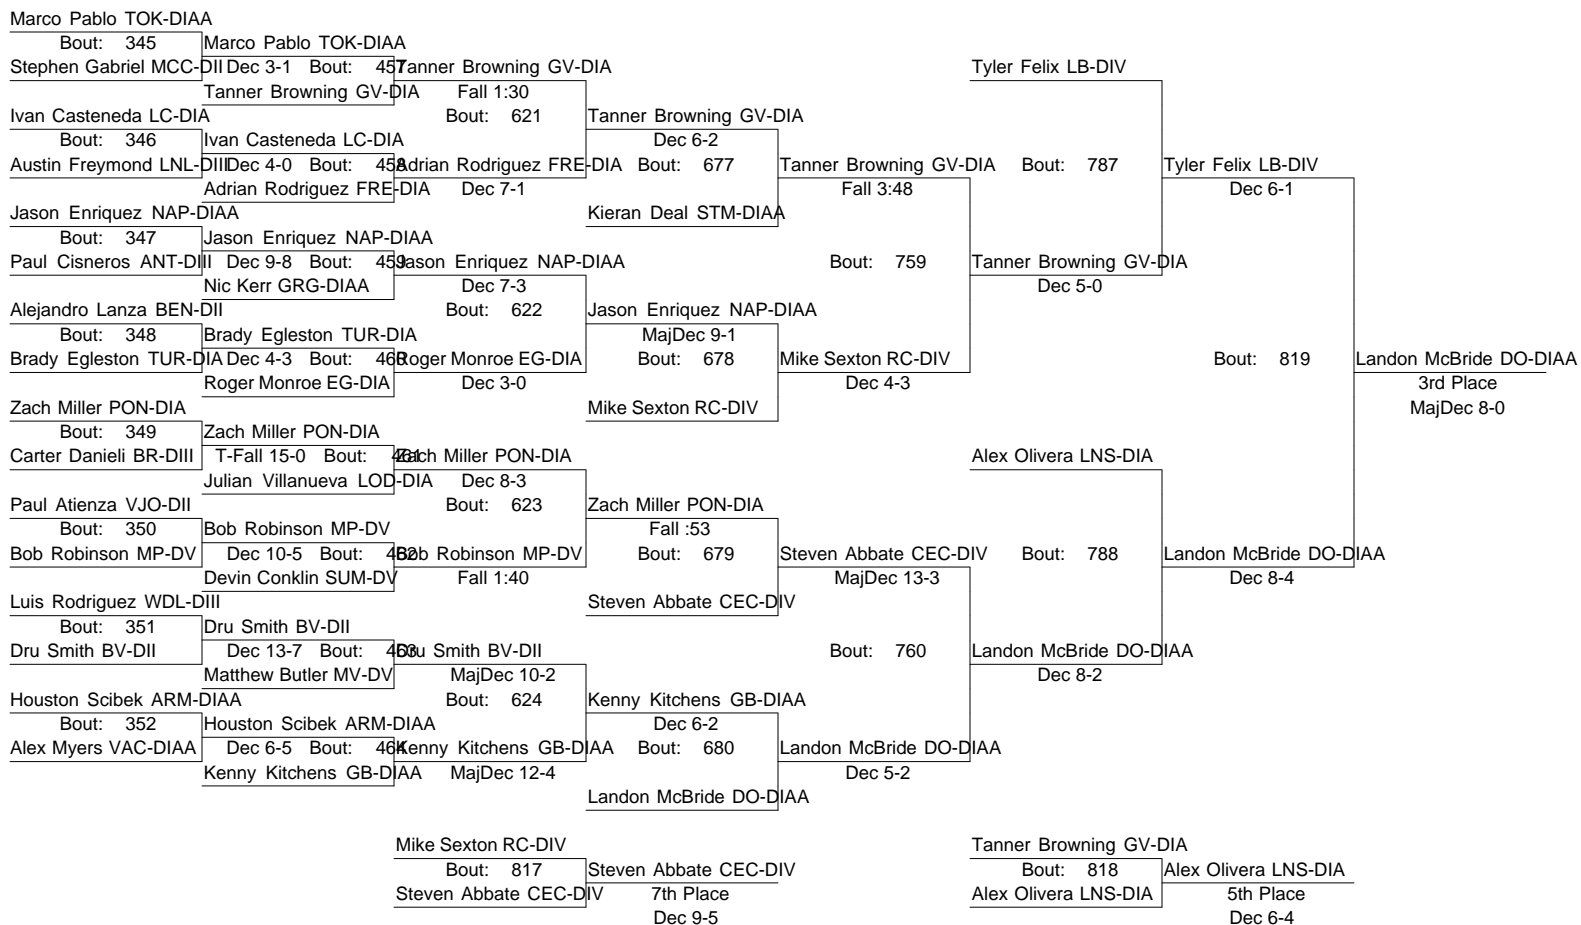 Marco Pablo TOK-DIAA
Bout: 345 Marco Pablo TOK-DIAA
Stephen Gabriel MCC-DII Dec 3-1 Bout: 457 Tanner Browning GV-DIA Tyler Felix LB-DIV
Tanner Browning GV-DIA Fall 1:30
Ivan Casteneda LC-DIA Bout: 621 Tanner Browning GV-DIA
Bout: 346 Ivan Casteneda LC-DIA Dec 6-2
Austin Freymond LNL-DIII Dec 4-0 Bout: 458 Adrian Rodriguez FRE-DIA Bout: 677 Tanner Browning GV-DIA Bout: 787 Tyler Felix LB-DIV
Adrian Rodriguez FRE-DIA Dec 7-1 Fall 3:48 Dec 6-1
Jason Enriquez NAP-DIAA Kieran Deal STM-DIAA
Bout: 347 Jason Enriquez NAP-DIAA
Paul Cisneros ANT-DIII Dec 9-8 Bout: 459 Jason Enriquez NAP-DIAA Bout: 759 Tanner Browning GV-DIA
Nic Kerr GRG-DIAA Dec 7-3 Dec 5-0
Alejandro Lanza BEN-DII Bout: 622 Jason Enriquez NAP-DIAA
Bout: 348 Brady Egleston TUR-DIA MajDec 9-1
Brady Egleston TUR-DIA Dec 4-3 Bout: 460 Roger Monroe EG-DIA Bout: 678 Mike Sexton RC-DIV Bout: 819 Landon McBride DO-DIAA
Roger Monroe EG-DIA Dec 3-0 Dec 4-3 3rd Place
Zach Miller PON-DIA Mike Sexton RC-DIV MajDec 8-0
Bout: 349 Zach Miller PON-DIA
Carter Danieli BR-DIII T-Fall 15-0 Bout: 461 Zach Miller PON-DIA Alex Olivera LNS-DIA
Julian Villanueva LOD-DIA Dec 8-3
Paul Atienza VJO-DII Bout: 623 Zach Miller PON-DIA
Bout: 350 Bob Robinson MP-DV Fall :53
Bob Robinson MP-DV Dec 10-5 Bout: 462 Bob Robinson MP-DV Bout: 679 Steven Abbate CEC-DIV Bout: 788 Landon McBride DO-DIAA
Devin Conklin SUM-DV Fall 1:40 MajDec 13-3 Dec 8-4
Luis Rodriguez WDL-DIII Steven Abbate CEC-DIV
Bout: 351 Dru Smith BV-DII
Dru Smith BV-DII Dec 13-7 Bout: 463 Dru Smith BV-DII Bout: 760 Landon McBride DO-DIAA
Matthew Butler MV-DV MajDec 10-2 Dec 8-2
Houston Scibek ARM-DIAA Bout: 624 Kenny Kitchens GB-DIAA
Bout: 352 Houston Scibek ARM-DIAA Dec 6-2
Alex Myers VAC-DIAA Dec 6-5 Bout: 464 Kenny Kitchens GB-DIAA Bout: 680 Landon McBride DO-DIAA
Kenny Kitchens GB-DIAA MajDec 12-4 Dec 5-2
Landon McBride DO-DIAA
Mike Sexton RC-DIV Tanner Browning GV-DIA
Bout: 817 Steven Abbate CEC-DIV Bout: 818 Alex Olivera LNS-DIA
Steven Abbate CEC-DIV 7th Place Alex Olivera LNS-DIA 5th Place
Dec 9-5 Dec 6-4